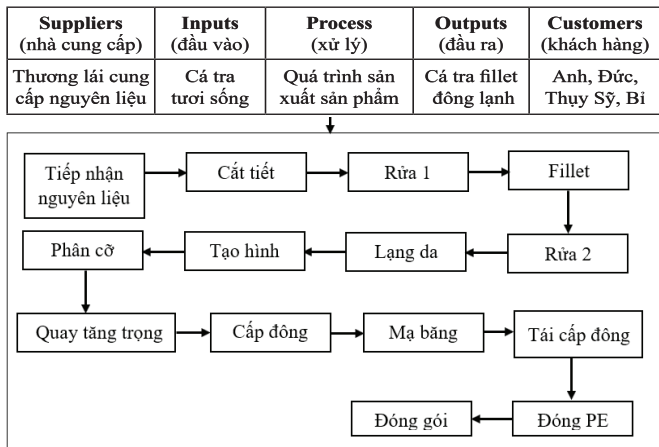 Suppliers
(nhà cung cấp)
Inputs
(đầu vào)
Process
(xử lý)
Outputs
(đầu ra)
Customers
(khách hàng)
Thương lái cung
cấp nguyên liệu
Cá tra
tươi sống
Quá trình sản
xuất sản phẩm
Cá tra fillet
đông lạnh
Anh, Đức,
Thụy Sỹ, Bỉ
Tiếp nhận
nguyên liệu
Cắt tiết
Rửa 1
Fillet
Rửa 2
Lạng da
Tạo hình
Phân cỡ
Quay tăng trọng
Cấp đông
Mạ băng
Tái cấp đông
Đóng PE
Đóng gói